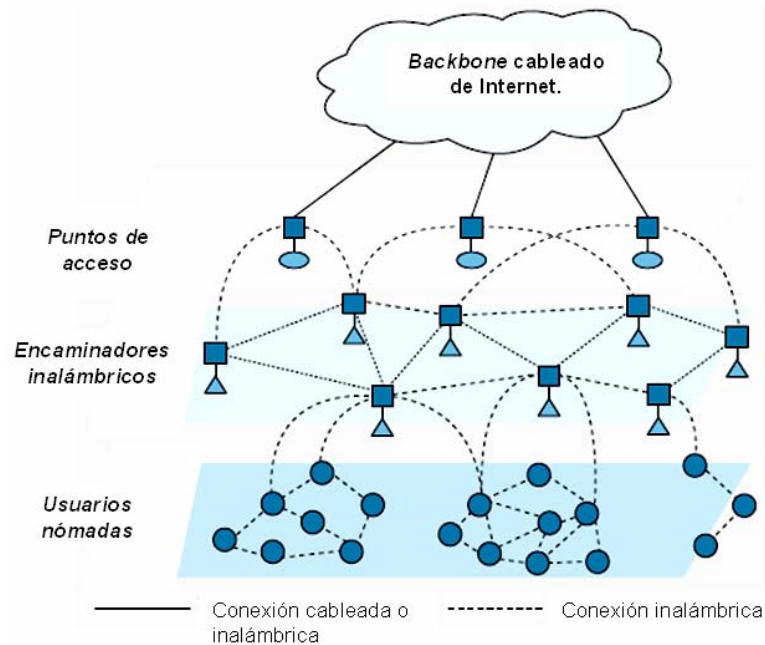 Backbone cableado
de Internet.
Puntos de
acceso
Encaminadores
inalámbricos
Usuarios
nómadas
Conexión cableada o
inalámbrica
Conexión inalámbrica